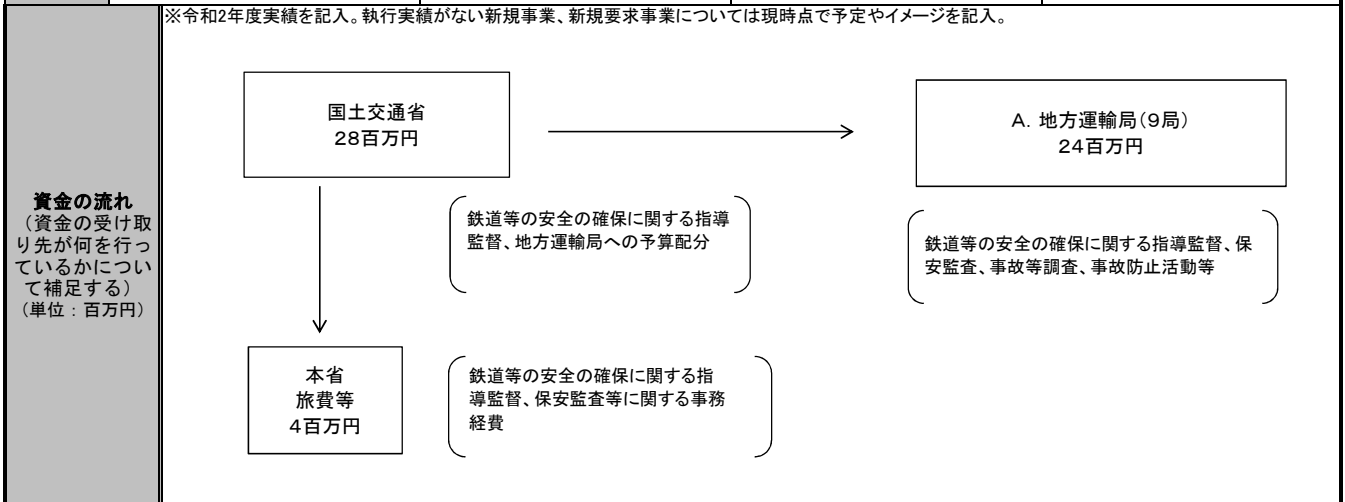 ※令和2年度実績を記入。執行実績がない新規事業、新規要求事業については現時点で予定やイメージを記入。
資金の流れ
（資金の受け取
り先が何を行っ
ているかについ
て補足する）
（単位：百万円）
国土交通省
28百万円
A．地方運輸局（9局）
24百万円
鉄道等の安全の確保に関する指導
監督、地方運輸局への予算配分
鉄道等の安全の確保に関する指導監督、保
安監査、事故等調査、事故防止活動等
本省
旅費等
4百万円
鉄道等の安全の確保に関する指
導監督、保安監査等に関する事務
経費